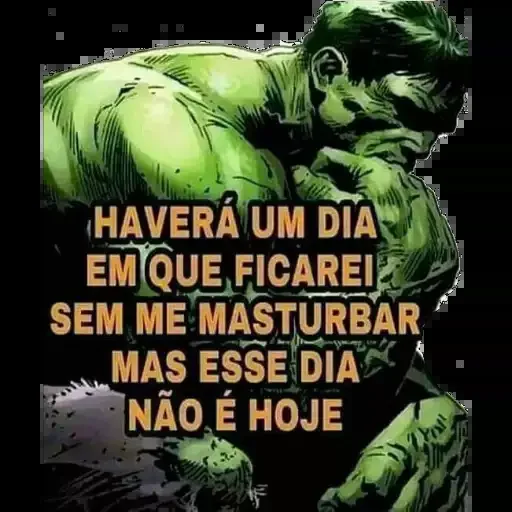 HAVERÁ UM DIA
EM QUE FICAREI
SEM ME MASTURBAR
MAS ESSE DIA
NÃO É HOJE